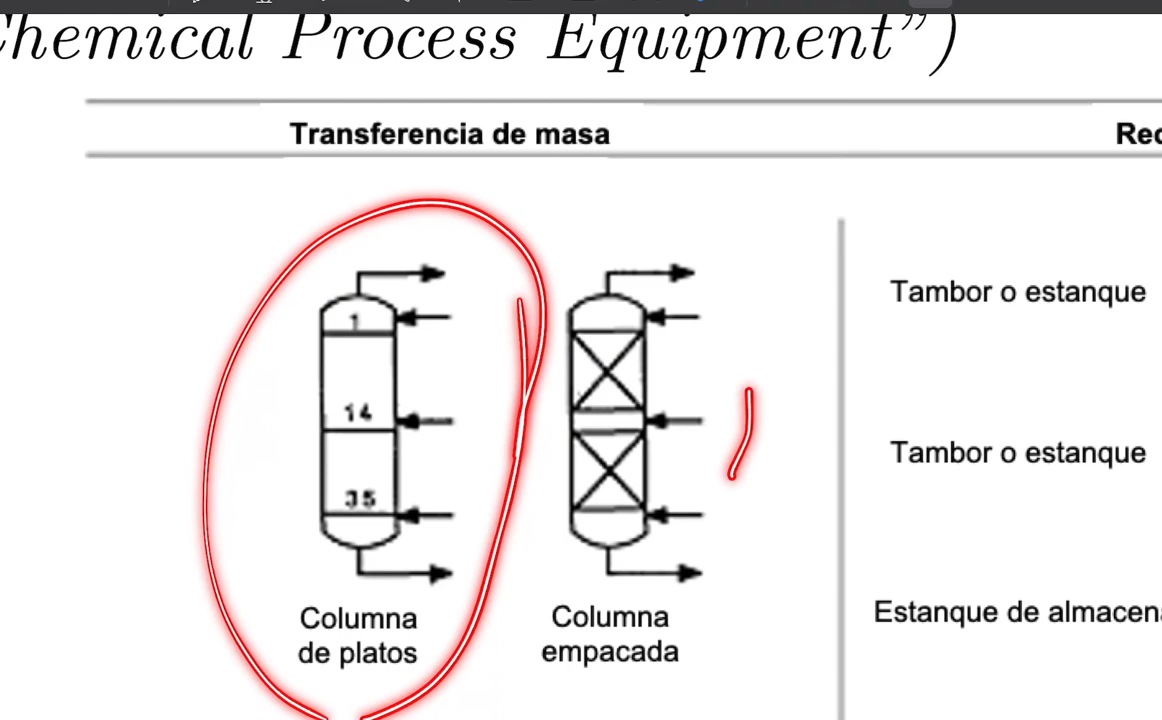 Chemical Process Equipment”)
Transferencia de masa
1
14
35
Columna
de platos
Columna
empacada
Tambor o estanque
Tambor o estanque